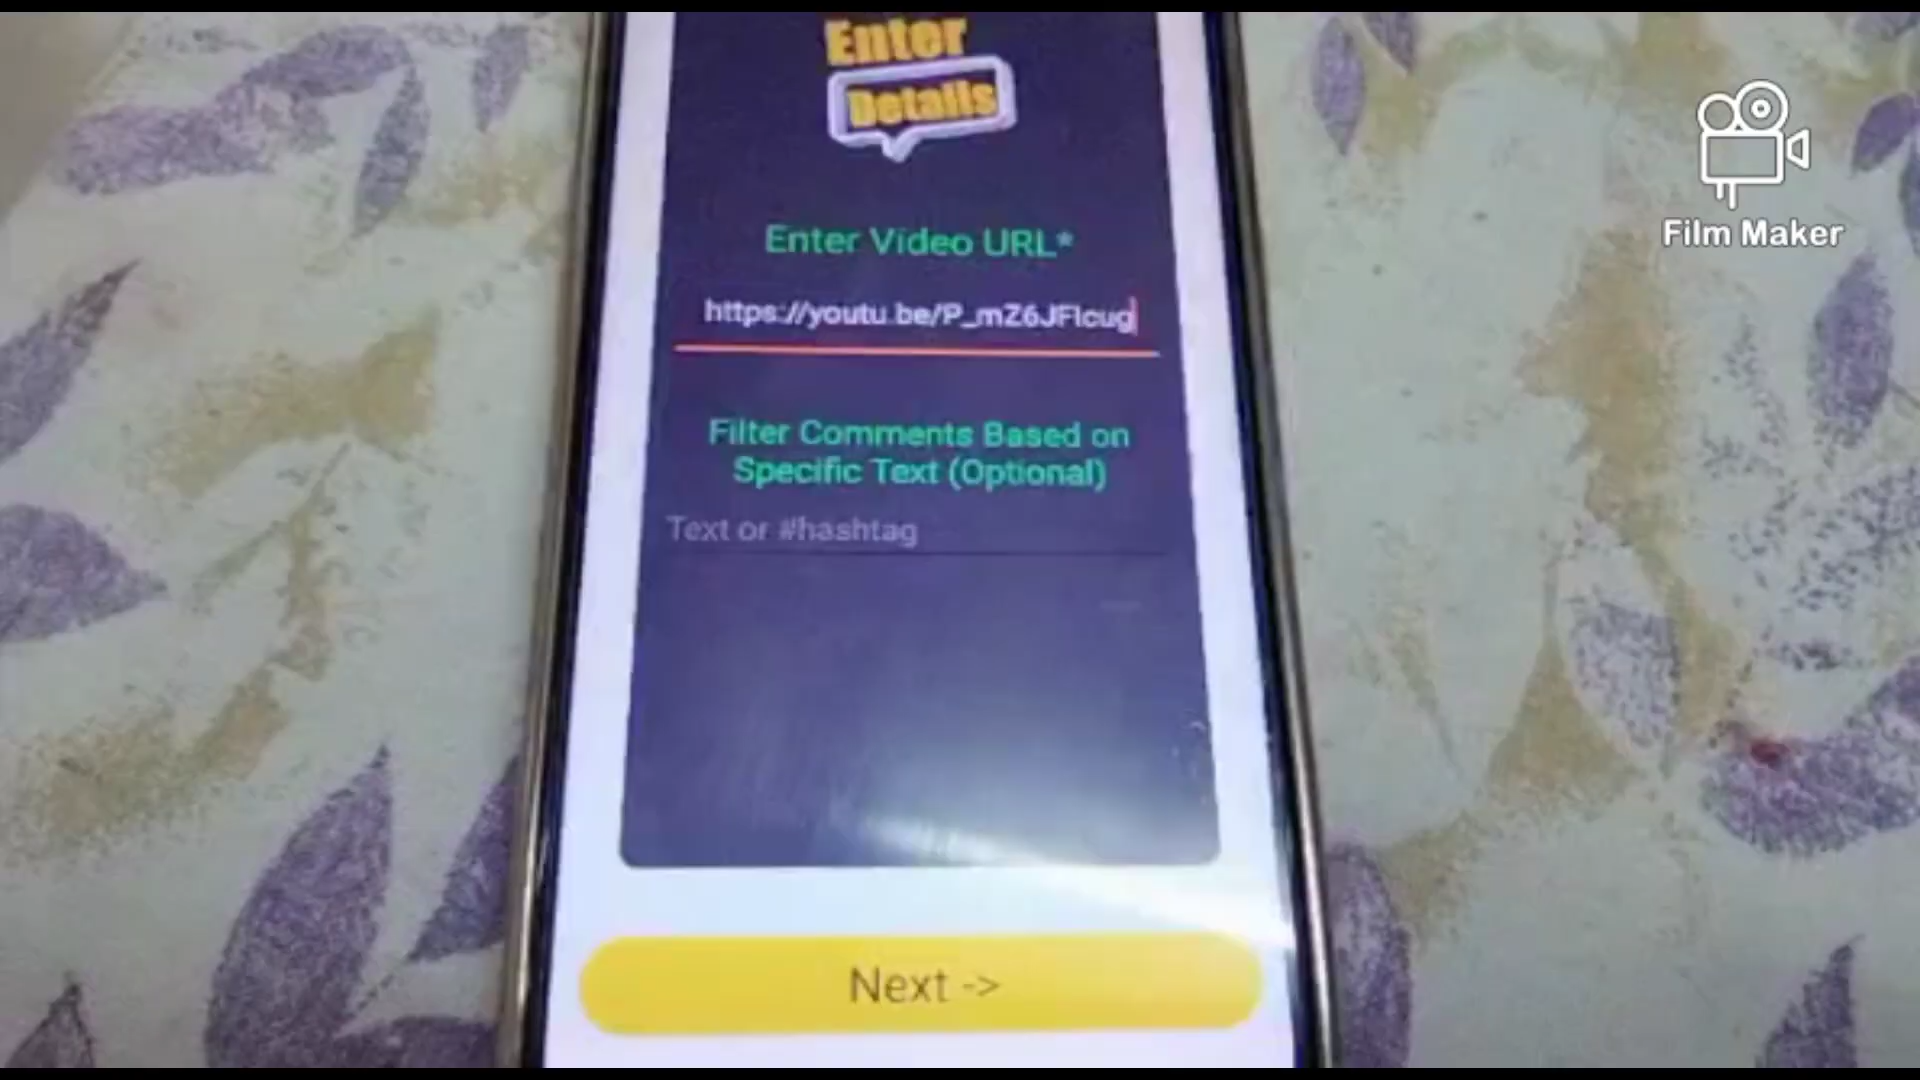 Enter
Details
Film Maker
Enter Video URL*
https://youtu.be/P_mZ6JFlcug
Filter Comments Based on
Specific Text (Optional)
Text or #hashtag
Next ->